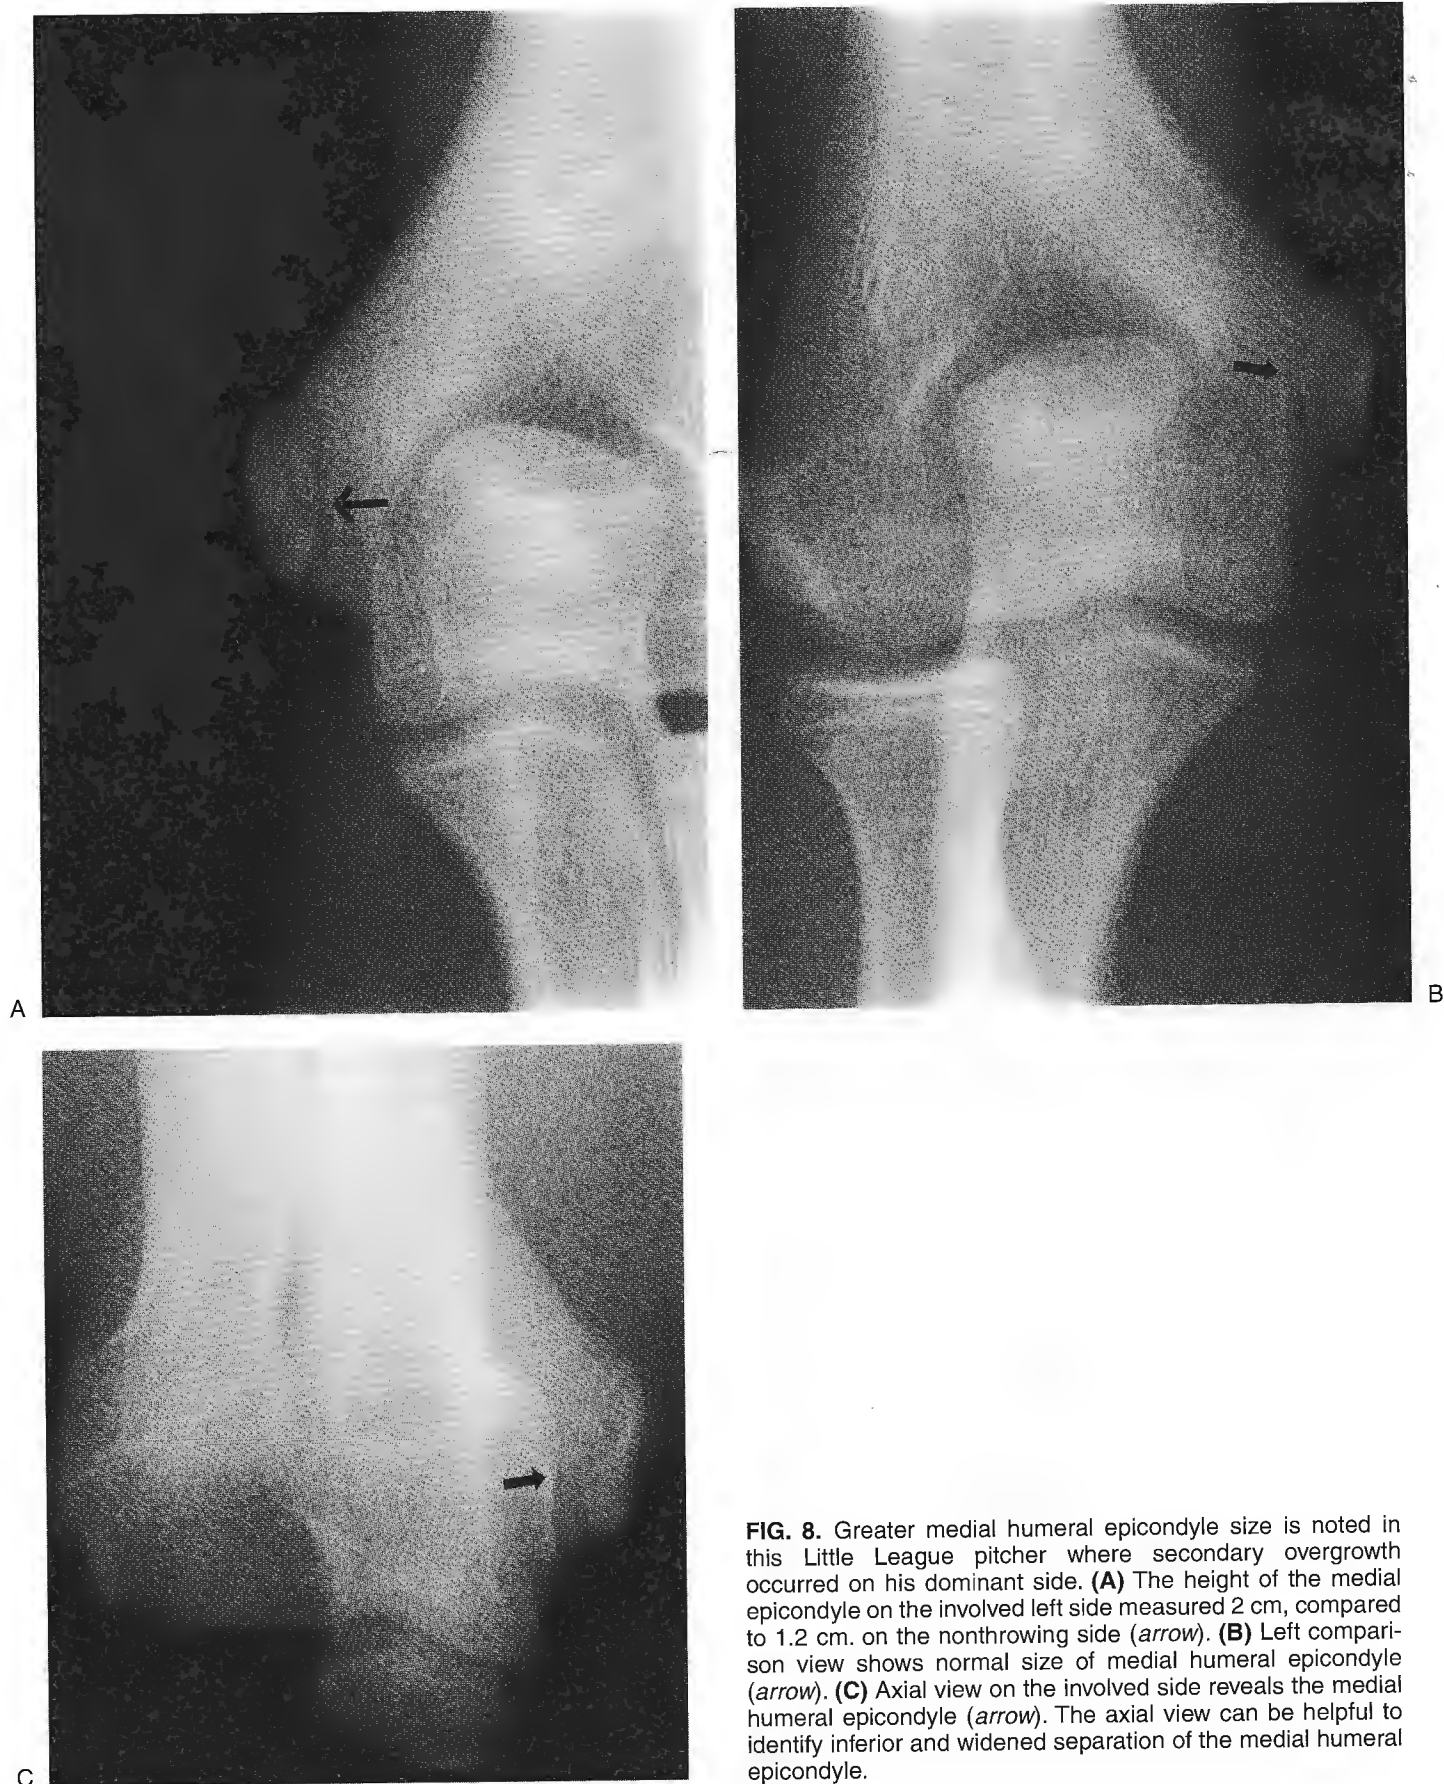 A
B
C
FIG. 8. Greater medial humeral epicondyle size is noted in
this Little League pitcher where secondary overgrowth
occurred on his dominant side. (A) The height of the medial
epicondyle on the involved left side measured 2 cm, compared
to 1.2 cm. on the nonthrowing side (arrow). (B) Left compari-
son view shows normal size of medial humeral epicondyle
(arrow). (C) Axial view on the involved side reveals the medial
humeral epicondyle (arrow). The axial view can be helpful to
identify inferior and widened separation of the medial humeral
epicondyle.